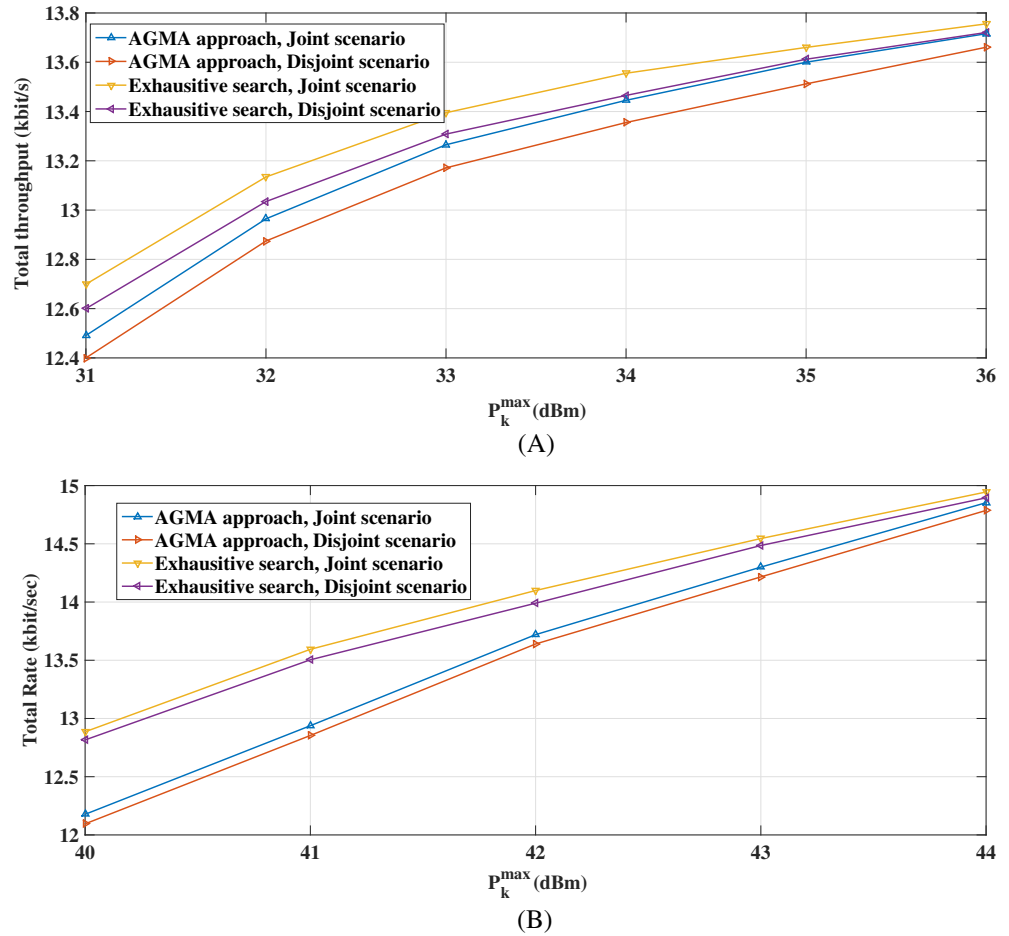 13.8
13.6
13.4
13.2
13
12.8
12.6
12.4
Total throughput (kbit/s)
AGMA approach, Joint scenario
AGMA approach, Disjoint scenario
Exhausitive search, Joint scenario
Exhausitive search, Disjoint scenario
31 32 33 34 35 36
P_k^max (dBm)
(A)
15
14.5
14
13.5
13
12.5
12
Total Rate (kbit/sec)
AGMA approach, Joint scenario
AGMA approach, Disjoint scenario
Exhausitive search, Joint scenario
Exhausitive search, Disjoint scenario
40 41 42 43 44
P_k^max (dBm)
(B)